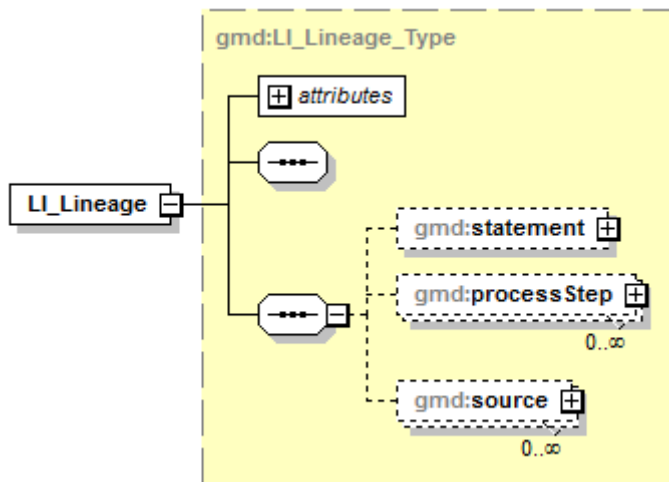 gmd:LI_Lineage_Type
attributes
LI_Lineage
gmd:statement
gmd:processStep
0..∞
gmd:source
0..∞